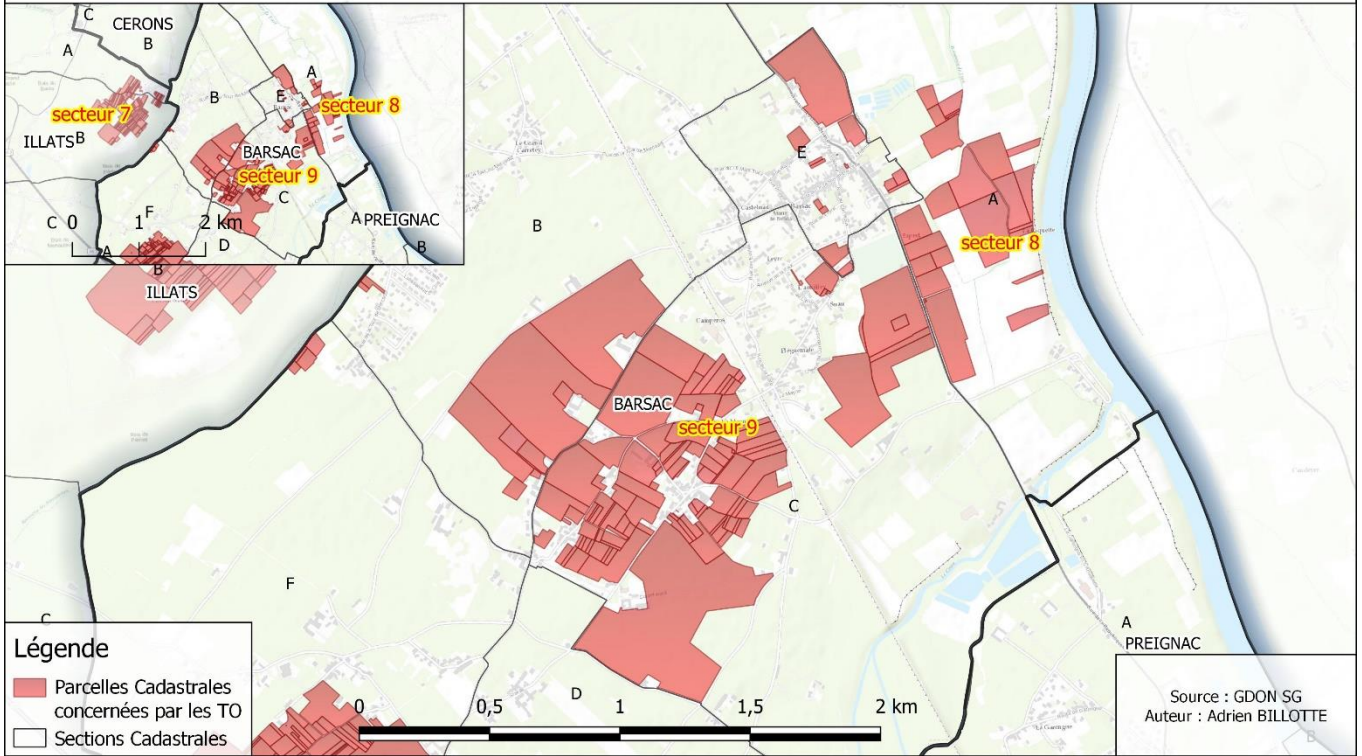 C
CERONS
B
A
A
B
E
secteur 7
secteur 8
ILLATS
B
BARSAC
secteur 9
C
F
C
0
1
2 km
A
PREIGNAC
D
A
B
B
ILLATS
E
B
A
secteur 8
BARSAC
secteur 9
C
F
C
A
PREIGNAC
D
B
Légende
Parcelles Cadastrales
concernées par les TO
Sections Cadastrales
0 0,5 1 1,5 2 km
Source : GDON SG
Auteur : Adrien BILLOTTE